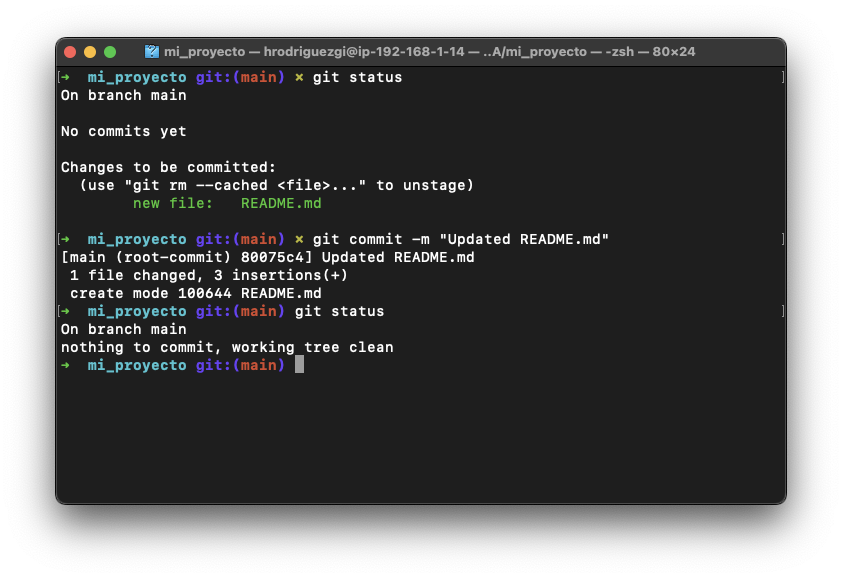 mi_proyecto — hrodriguezgi@ip-192-168-1-14 — ..A/mi_proyecto — -zsh — 80×24
[➜  mi_proyecto git:(main) ✗ git status ]
On branch main
No commits yet
Changes to be committed:
  (use "git rm --cached <file>..." to unstage)
        new file:   README.md
[➜  mi_proyecto git:(main) ✗ git commit -m "Updated README.md" ]
[main (root-commit) 80075c4] Updated README.md
 1 file changed, 3 insertions(+)
 create mode 100644 README.md
[➜  mi_proyecto git:(main) git status ]
On branch main
nothing to commit, working tree clean
➜  mi_proyecto git:(main)